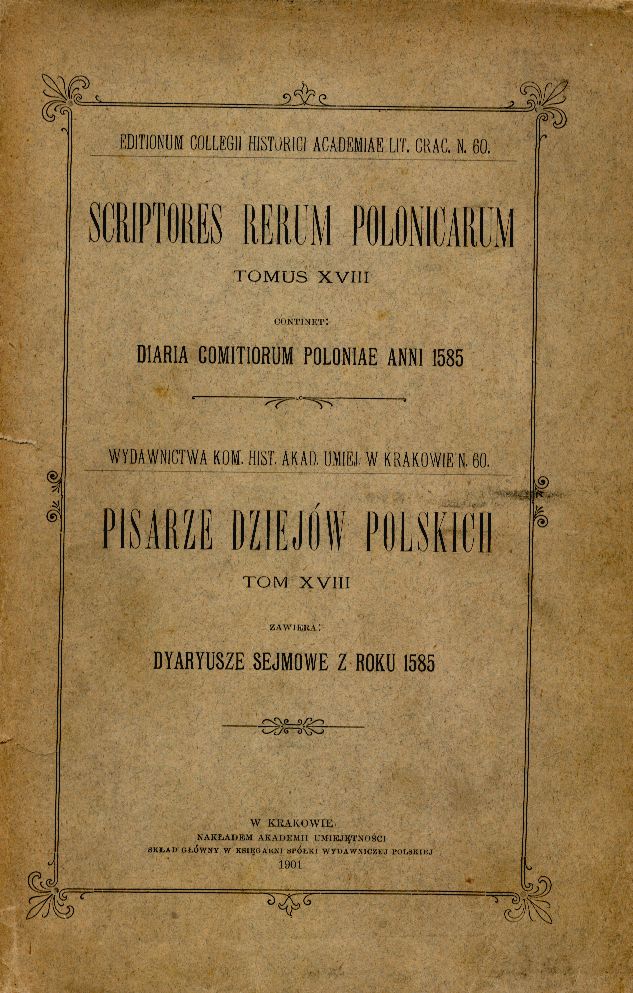 EDITIONUM COLLEGII HISTORICI ACADEMIAE LIT. CRAC. N. 60.
SCRIPTORES RERUM POLONICARUM
TOMUS XVIII
CONTINET:
DIARIA COMITIORUM POLONIAE ANNI 1585
WYDAWNICTWA KOM. HIST. AKAD. UMIEJ. W KRAKOWIE N. 60.
PISARZE DZIEJÓW POLSKICH
TOM XVIII
ZAWIERA:
DYARYUSZE SEJMOWE Z ROKU 1585
W KRAKOWIE.
NAKŁADEM AKADEMII UMIEJĘTNOŚCI
SKŁAD GŁÓWNY W KSIĘGARNI SPÓŁKI WYDAWNICZEJ POLSKIEJ
1901